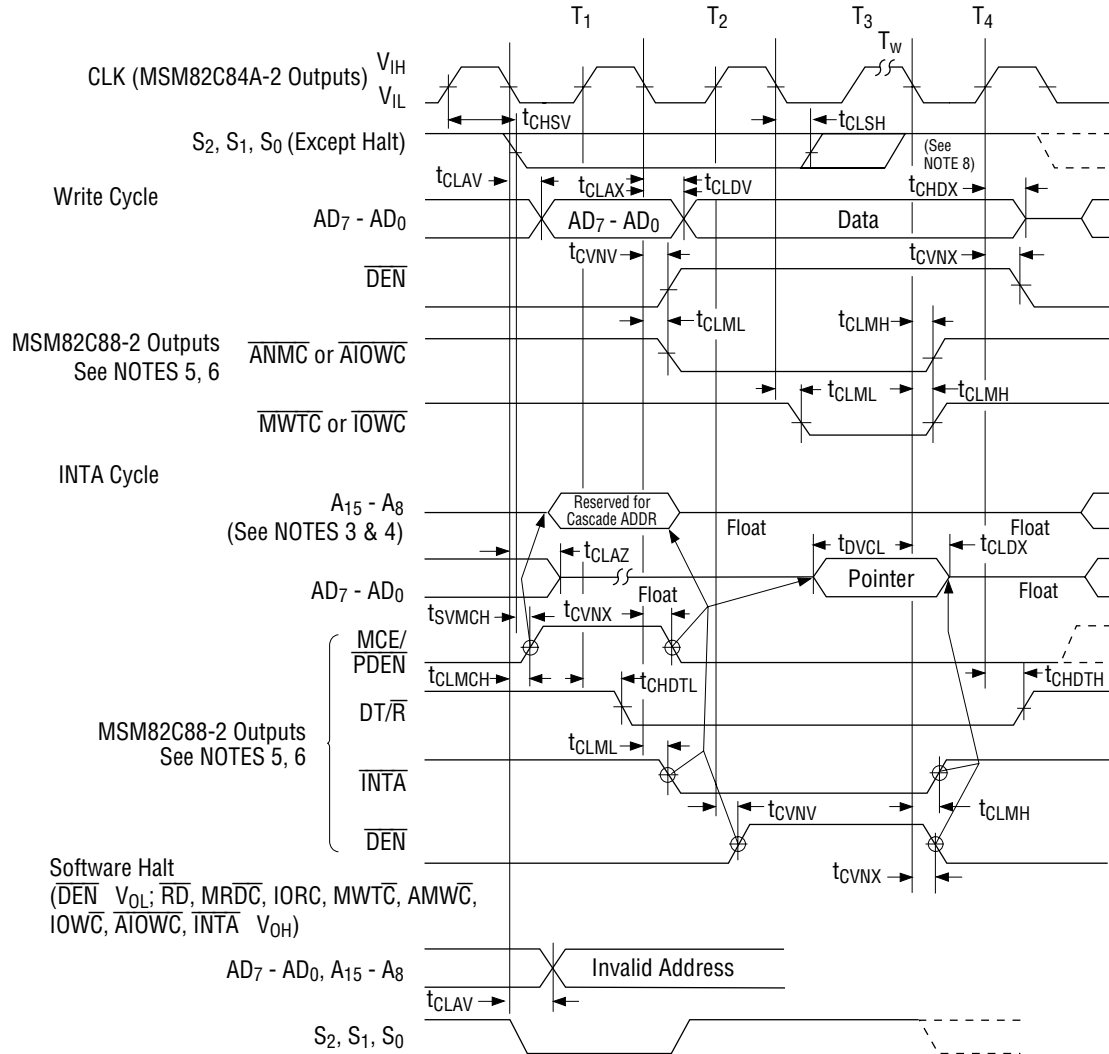 T1 T2 T3 T4
TW
CLK (MSM82C84A-2 Outputs) VIH
VIL
tCHSV tCLSH
S2, S1, S0 (Except Halt) (See
NOTE 8)
tCLAV tCLAX tCLDV tCHDX
Write Cycle
AD7 - AD0 AD7 - AD0 Data
tCVNV tCVNX
DEN
tCLML tCLMH
MSM82C88-2 Outputs
See NOTES 5, 6
ANMC or AIOWC
tCLML tCLMH
MWTC or IOWC
INTA Cycle
A15 - A8
(See NOTES 3 & 4)
Reserved for
Cascade ADDR
Float Float
tCLAZ tDVCL tCLDX
AD7 - AD0 Float Pointer Float
tSVMCH tCVNX
MCE/
PDEN
tCLMCH tCHDTL tCHDTH
DT/R
MSM82C88-2 Outputs
See NOTES 5, 6
tCLML
INTA
tCVNV tCLMH
DEN
tCVNX
Software Halt
(DEN VOL; RD, MRDC, IORC, MWTC, AMWC,
IOWC, AIOWC, INTA VOH)
AD7 - AD0, A15 - A8 Invalid Address
tCLAV
S2, S1, S0